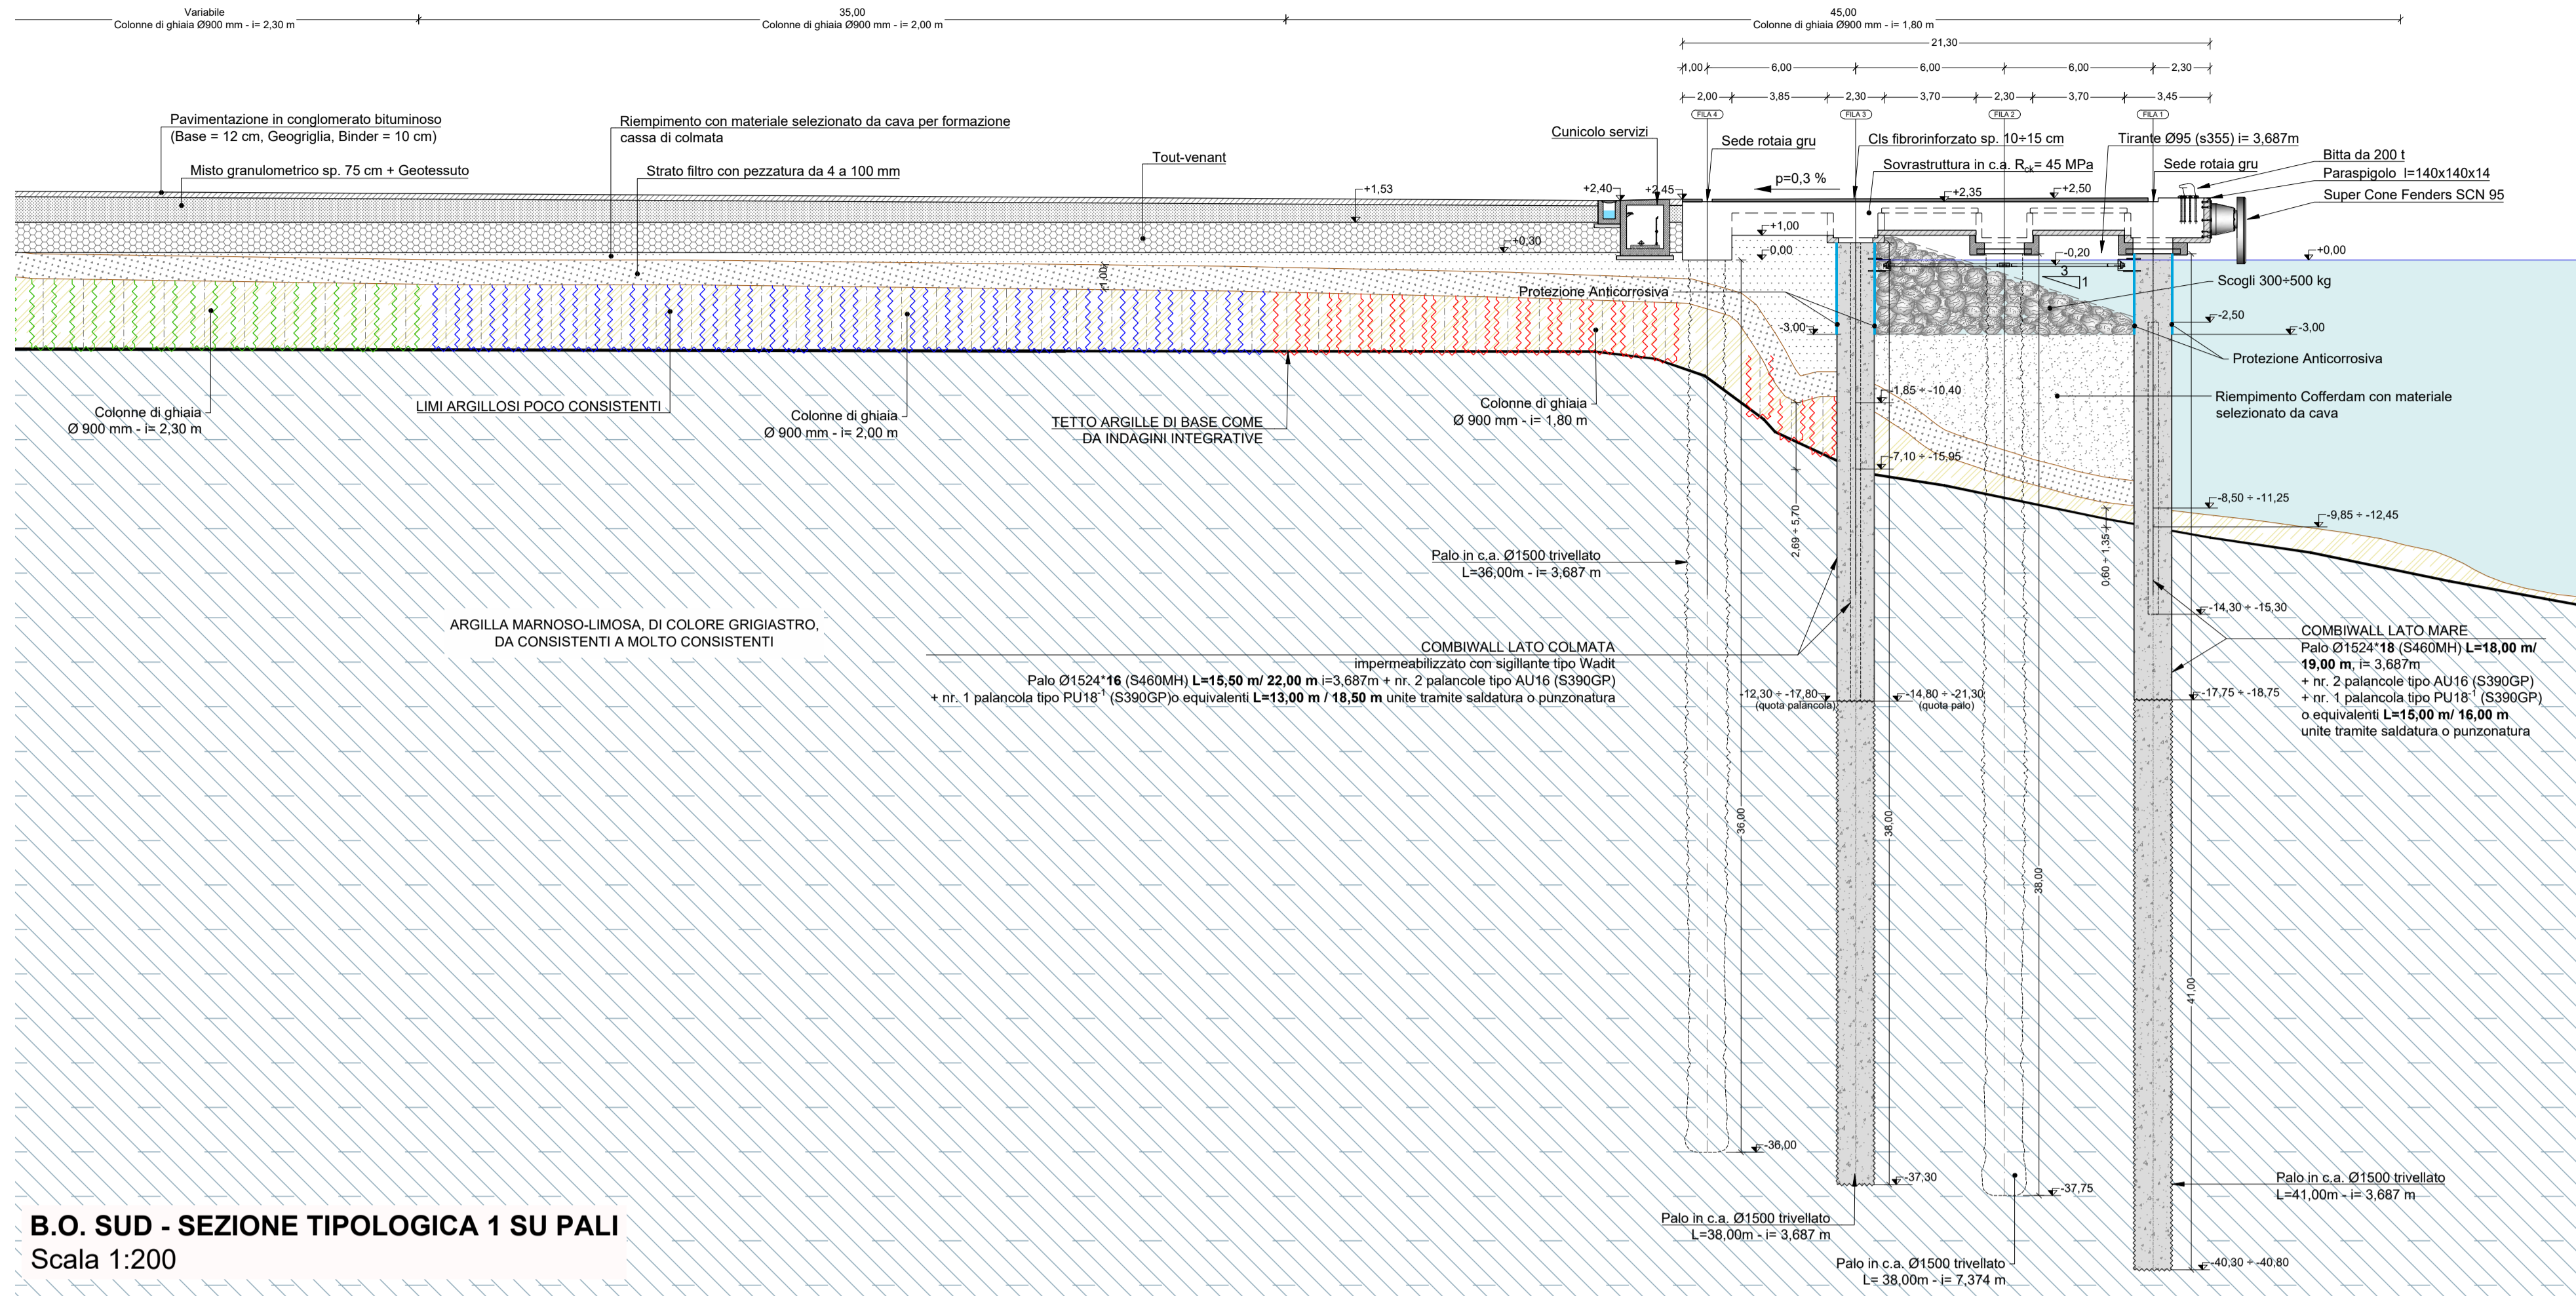 Variabile
Colonne di ghiaia Ø900 mm - i= 2,30 m
35,00
Colonne di ghiaia Ø900 mm - i= 2,00 m
45,00
Colonne di ghiaia Ø900 mm - i= 1,80 m
21,30
1,00
6,00
6,00
6,00
2,30
2,00
3,85
2,30
3,70
2,30
3,70
3,45
FILA 4
FILA 3
FILA 2
FILA 1
Pavimentazione in conglomerato bituminoso
(Base = 12 cm, Geogriglia, Binder = 10 cm)
Misto granulometrico sp. 75 cm + Geotessuto
Riempimento con materiale selezionato da cava per formazione
cassa di colmata
Strato filtro con pezzatura da 4 a 100 mm
Tout-venant
Cunicolo servizi
Sede rotaia gru
Cls fibrorinforzato sp. 10÷15 cm
Sovrastruttura in c.a. Rck= 45 MPa
Tirante Ø95 (s355) i= 3,687m
Sede rotaia gru
Bitta da 200 t
Paraspigolo l=140x140x14
Super Cone Fenders SCN 95
p=0,3 %
+1,53
+2,40
+2,45
+2,35
+2,50
+0,30
+1,00
0,00
-0,20
+0,00
3
1
1,00
Scogli 300÷500 kg
Protezione Anticorrosiva
-3,00
-2,50
-3,00
Protezione Anticorrosiva
Riempimento Cofferdam con materiale
selezionato da cava
Colonne di ghiaia
Ø 900 mm - i= 2,30 m
LIMI ARGILLOSI POCO CONSISTENTI
Colonne di ghiaia
Ø 900 mm - i= 2,00 m
TETTO ARGILLE DI BASE COME
DA INDAGINI INTEGRATIVE
Colonne di ghiaia
Ø 900 mm - i= 1,80 m
-1,85 ÷ -10,40
-7,10 ÷ -15,95
2,69 ÷ 5,70
-8,50 ÷ -11,25
-9,85 ÷ -12,45
0,60 ÷ 1,35
-14,30 ÷ -15,30
Palo in c.a. Ø1500 trivellato
L=36,00m - i= 3,687 m
ARGILLA MARNOSO-LIMOSA, DI COLORE GRIGIASTRO,
DA CONSISTENTI A MOLTO CONSISTENTI
COMBIWALL LATO COLMATA
impermeabilizzato con sigillante tipo Wadit
Palo Ø1524*16 (S460MH) L=15,50 m/ 22,00 m i=3,687m + nr. 2 palancole tipo AU16 (S390GP)
+ nr. 1 palancola tipo PU18-1 (S390GP)o equivalenti L=13,00 m / 18,50 m unite tramite saldatura o punzonatura
-12,30 ÷ -17,80
(quota palancola)
-14,80 ÷ -21,30
(quota palo)
COMBIWALL LATO MARE
Palo Ø1524*18 (S460MH) L=18,00 m/
19,00 m, i= 3,687m
+ nr. 2 palancole tipo AU16 (S390GP)
+ nr. 1 palancola tipo PU18-1 (S390GP)
o equivalenti L=15,00 m/ 16,00 m
unite tramite saldatura o punzonatura
-17,75 ÷ -18,75
36,00
38,00
38,00
41,00
-36,00
-37,30
-37,75
-40,30 ÷ -40,80
Palo in c.a. Ø1500 trivellato
L=41,00m - i= 3,687 m
Palo in c.a. Ø1500 trivellato
L=38,00m - i= 3,687 m
Palo in c.a. Ø1500 trivellato
L= 38,00m - i= 7,374 m
B.O. SUD - SEZIONE TIPOLOGICA 1 SU PALI
Scala 1:200